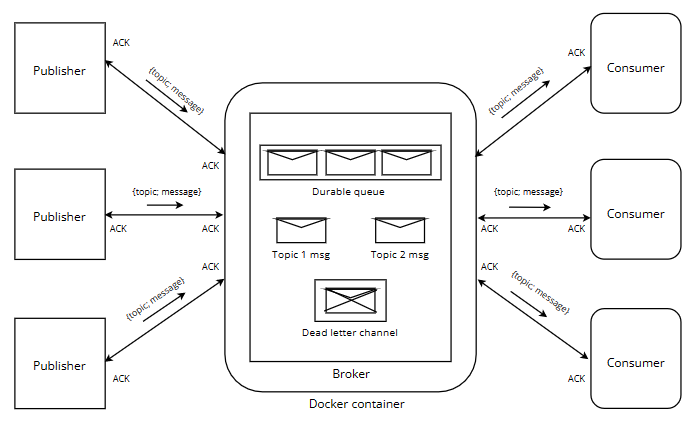 Publisher
ACK
{topic; message}
ACK
Publisher
{topic; message}
ACK
ACK
Publisher
{topic; message}
ACK
ACK
Durable queue
Topic 1 msg
Topic 2 msg
Dead letter channel
Broker
Docker container
Consumer
ACK
{topic; message}
Consumer
{topic; message}
ACK
ACK
Consumer
ACK
{topic; message}
ACK